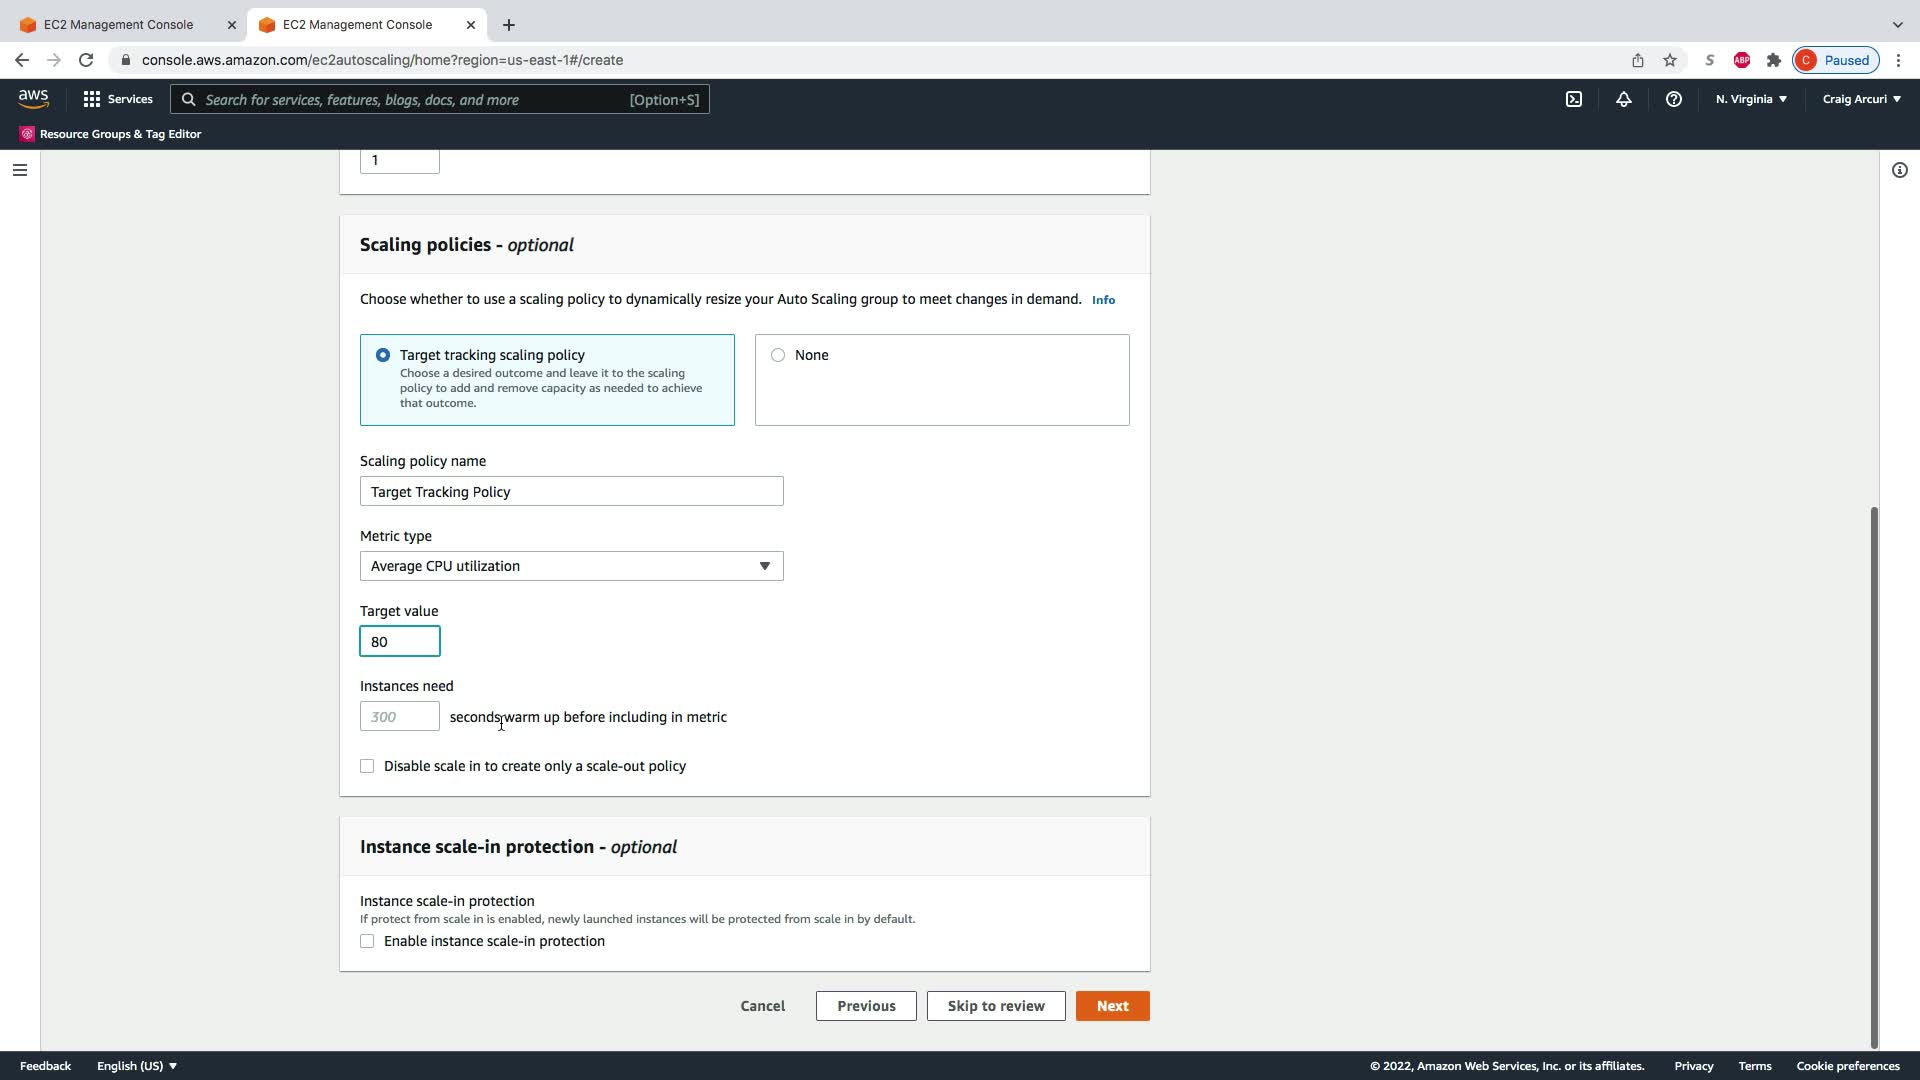 EC2 Management Console
EC2 Management Console
console.aws.amazon.com/ec2autoscaling/home?region=us-east-1#/create
S
ABP
C Paused
aws
Services
Search for services, features, blogs, docs, and more [Option+S]
N. Virginia
Craig Arcuri
Resource Groups & Tag Editor
1
Scaling policies - optional
Choose whether to use a scaling policy to dynamically resize your Auto Scaling group to meet changes in demand. Info
Target tracking scaling policy
Choose a desired outcome and leave it to the scaling
policy to add and remove capacity as needed to achieve
that outcome.
None
Scaling policy name
Target Tracking Policy
Metric type
Average CPU utilization
Target value
80
Instances need
300 seconds warm up before including in metric
Disable scale in to create only a scale-out policy
Instance scale-in protection - optional
Instance scale-in protection
If protect from scale in is enabled, newly launched instances will be protected from scale in by default.
Enable instance scale-in protection
Cancel Previous Skip to review Next
Feedback English (US) © 2022, Amazon Web Services, Inc. or its affiliates. Privacy Terms Cookie preferences